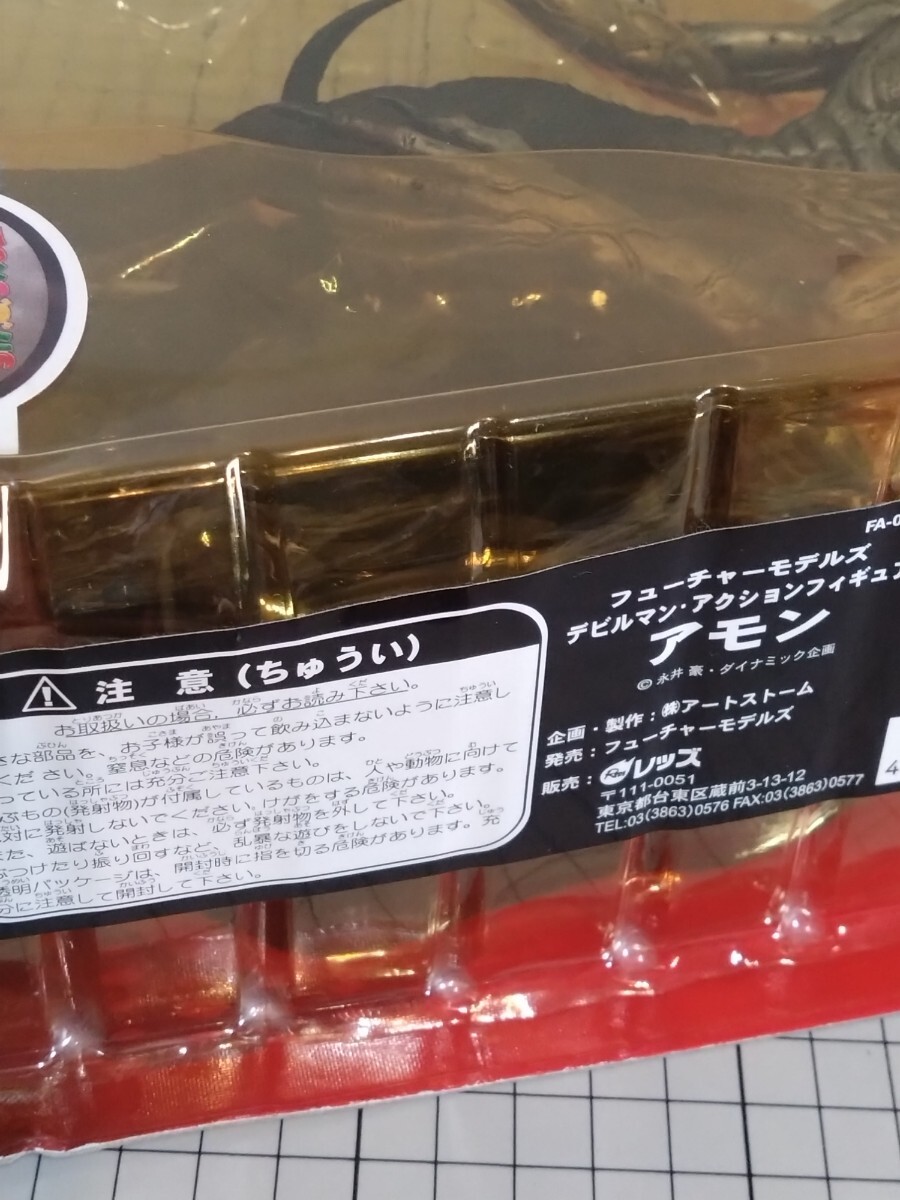 FA-0
フューチャーモデルズ
デビルマン・アクションフィギュア
アモン
© 永井 豪・ダイナミック企画
企画・製作：㈱アートストーム
発売：フューチャーモデルズ
販売： レッズ
〒111-0051
東京都台東区蔵前3-13-12
TEL:03(3863)0576 FAX:03(3863)0577
4
注 意 (ちゅうい)
お取扱いの場合、必ずお読み下さい。
さな部品を、お子様が誤って飲み込まないように注意し
ください。窒息などの危険があります。
っている所には充分ご注意下さい。
ぶもの(発射物)が付属しているものは、人や動物に向けて
対に発射しないでください。けがをする危険があります。
また、遊ばないときは、必ず発射物を外して下さい。
ぶつけたり振り回すなど、乱暴な遊びをしないで下さい。
透明パッケージは、開封時に指を切る危険があります。充
分に注意して開封して下さい。